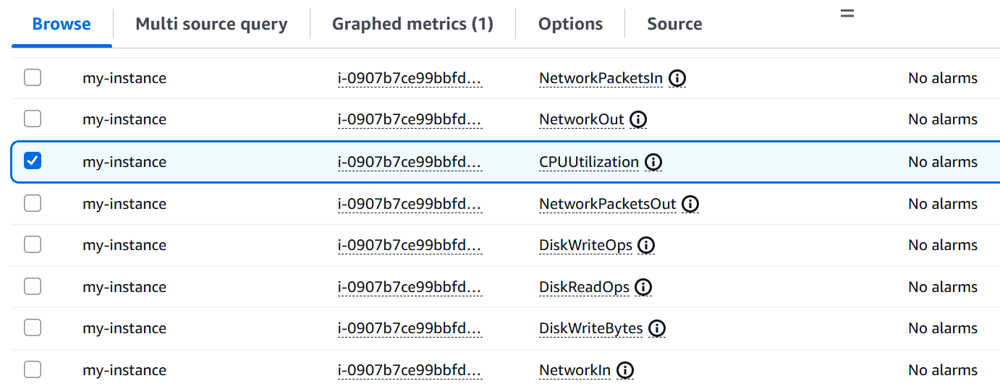 Browse Multi source query Graphed metrics (1) Options Source
my-instance i-0907b7ce99bbfd… NetworkPacketsIn No alarms
my-instance i-0907b7ce99bbfd… NetworkOut No alarms
my-instance i-0907b7ce99bbfd… CPUUtilization No alarms
my-instance i-0907b7ce99bbfd… NetworkPacketsOut No alarms
my-instance i-0907b7ce99bbfd… DiskWriteOps No alarms
my-instance i-0907b7ce99bbfd… DiskReadOps No alarms
my-instance i-0907b7ce99bbfd… DiskWriteBytes No alarms
my-instance i-0907b7ce99bbfd… NetworkIn No alarms